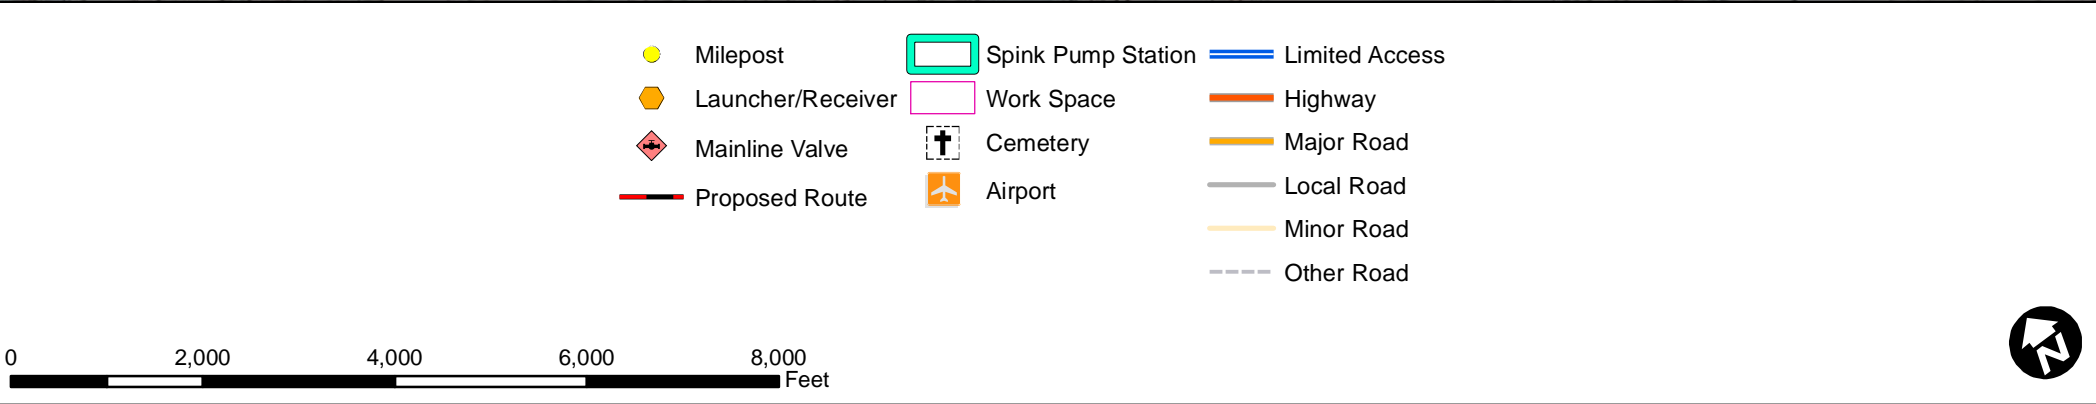 Milepost
Launcher/Receiver
Mainline Valve
Proposed Route
Spink Pump Station
Work Space
Cemetery
Airport
Limited Access
Highway
Major Road
Local Road
Minor Road
Other Road
0 2,000 4,000 6,000 8,000
Feet
N